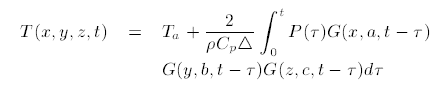 T(x, y, z, t) = T_a + \frac{2}{\rho C_p \triangle} \int_0^t P(\tau)G(x, a, t − \tau)
G(y, b, t − \tau)G(z, c, t − \tau)d\tau